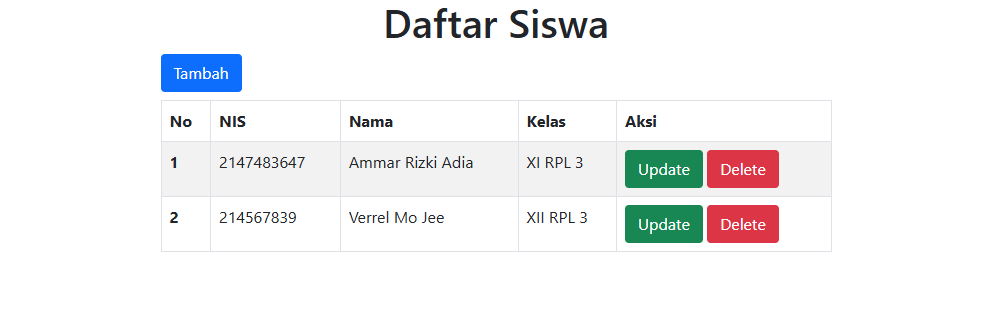 Daftar Siswa
Tambah
No NIS Nama Kelas Aksi
1 2147483647 Ammar Rizki Adia XI RPL 3 Update Delete
2 214567839 Verrel Mo Jee XII RPL 3 Update Delete